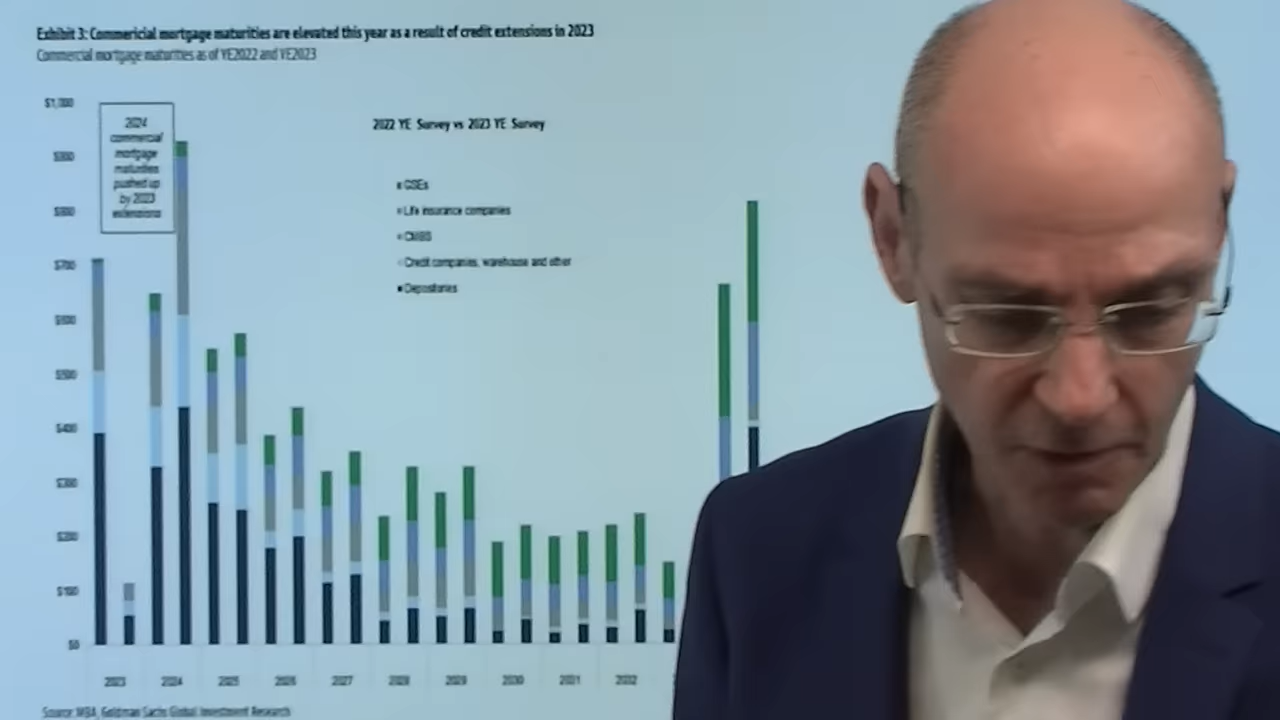 Exhibit 3: Commericial mortgage maturities are elevated this year as a result of credit extensions in 2023
Commercial mortgage maturities as of YE2022 and YE2023
2024
commercial
mortgage
maturities
pushed up
by 2023
extensions
2022 YE Survey vs 2023 YE Survey
GSEs
Life insurance companies
CMBS
Credit companies, warehouse and other
Depositories
$700
$600
$500
$400
$300
$200
$100
$0
2023 2024 2025 2026 2027 2028 2029 2030 2031 2032
Source: MBA, Goldman Sachs Global Investment Research